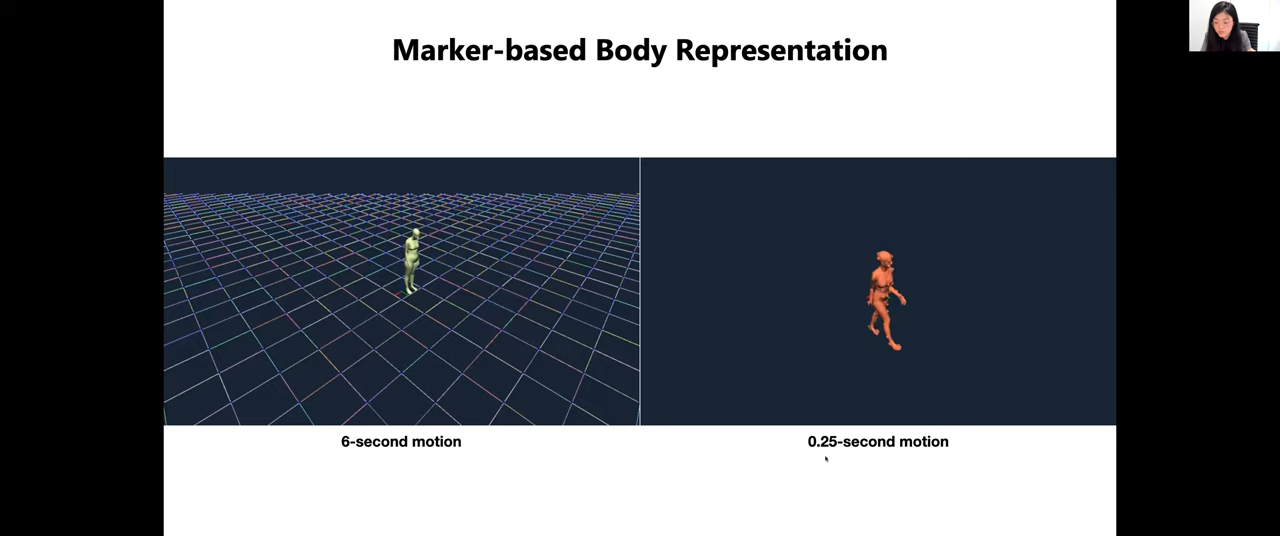 Marker-based Body Representation
6-second motion
0.25-second motion